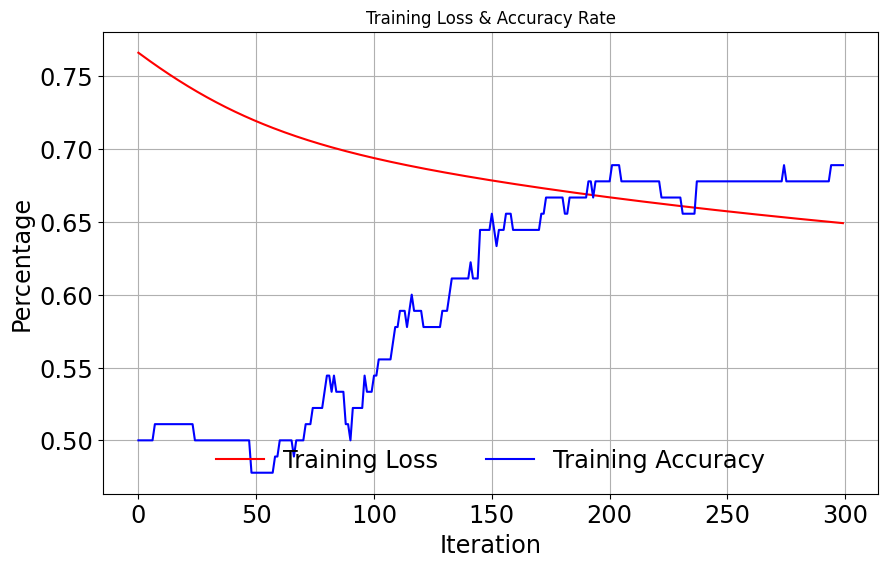 Training Loss & Accuracy Rate
0.75
0.70
0.65
0.60
0.55
0.50
Percentage
Training Loss Training Accuracy
0 50 100 150 200 250 300
Iteration